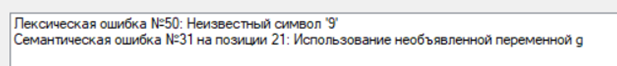 Лексическая ошибка №50: Неизвестный символ '9'
Семантическая ошибка №31 на позиции 21: Использование необъявленной переменной g